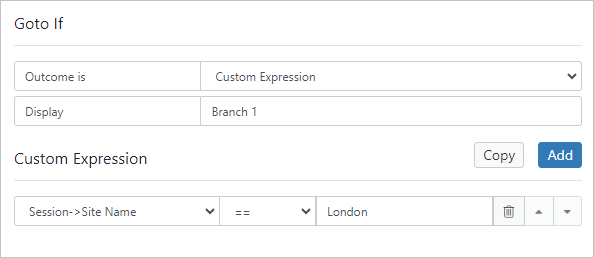 Goto If
Outcome is Custom Expression
Display Branch 1
Custom Expression Copy Add
Session->Site Name == London